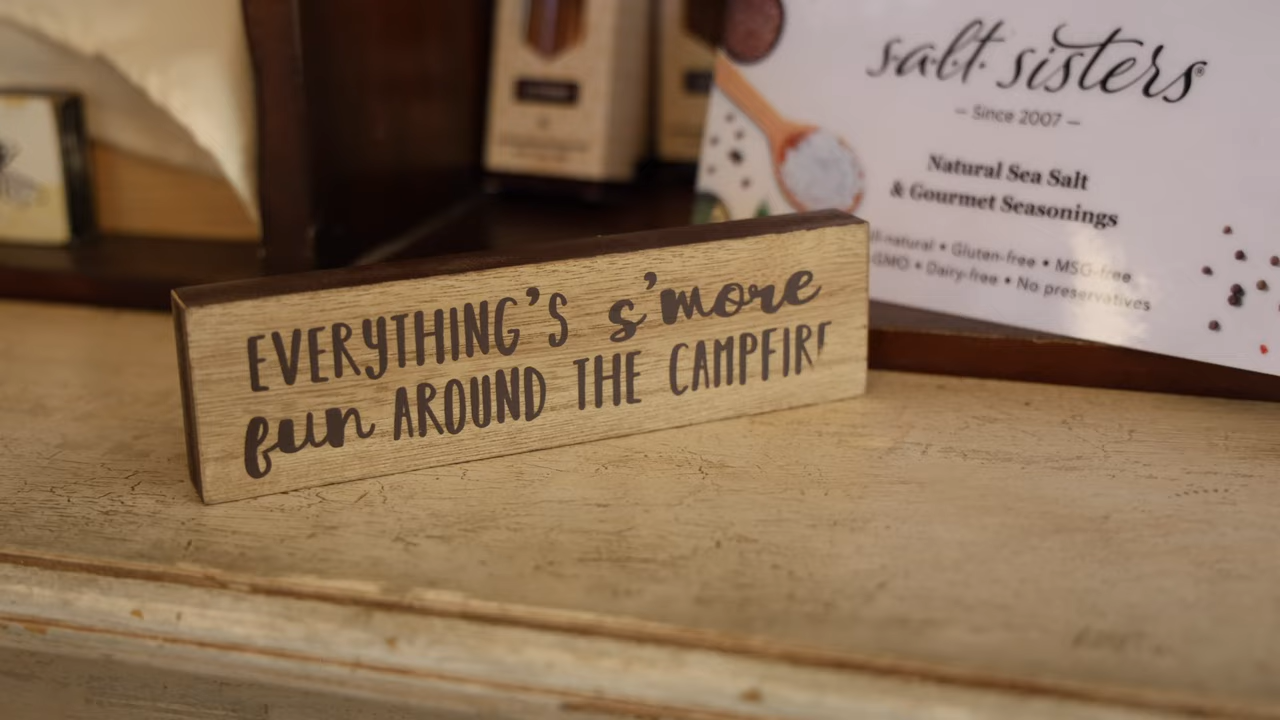 salt sisters®
— Since 2007 —
Natural Sea Salt
& Gourmet Seasonings
• Gluten-free • MSG-free
• Dairy-free • No preservatives
EVERYTHING'S s'more
fun AROUND THE CAMPFIRE